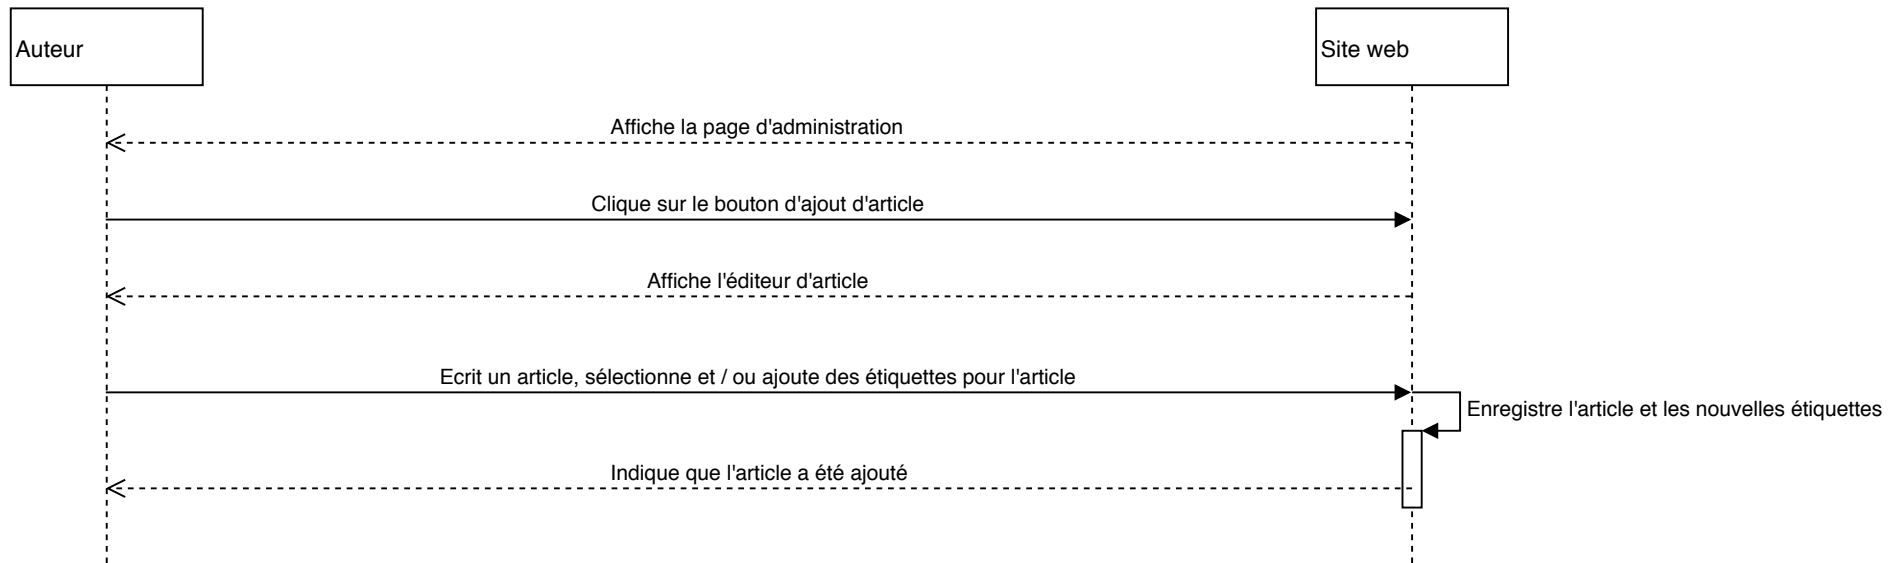 Auteur
Site web
Affiche la page d'administration
Clique sur le bouton d'ajout d'article
Affiche l'éditeur d'article
Ecrit un article, sélectionne et / ou ajoute des étiquettes pour l'article
Enregistre l'article et les nouvelles étiquettes
Indique que l'article a été ajouté